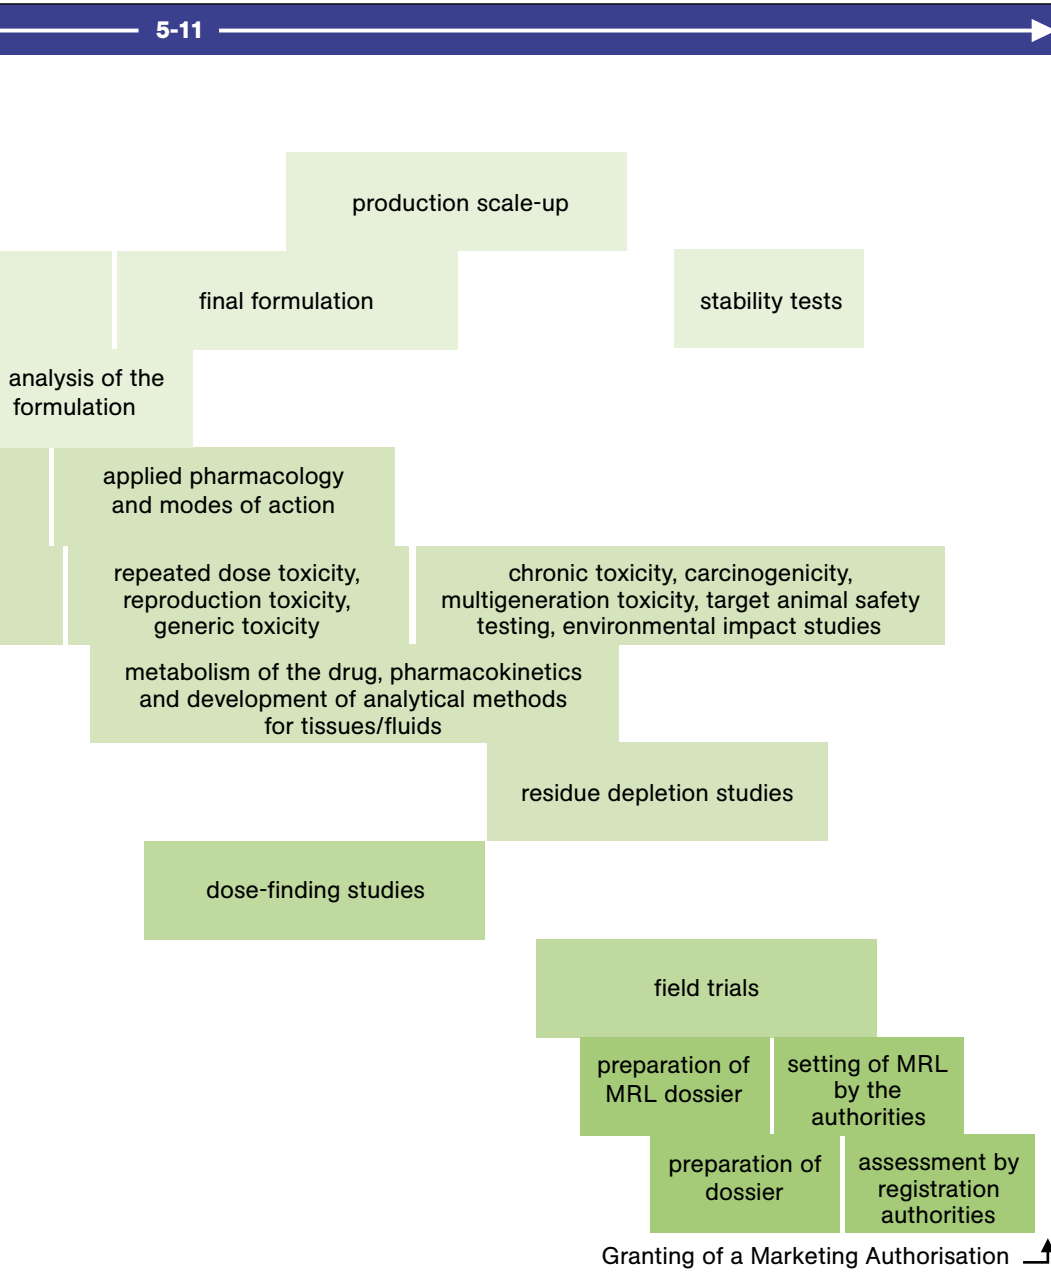 5-11
production scale-up
final formulation
stability tests
analysis of the
formulation
applied pharmacology
and modes of action
repeated dose toxicity,
reproduction toxicity,
generic toxicity
chronic toxicity, carcinogenicity,
multigeneration toxicity, target animal safety
testing, environmental impact studies
metabolism of the drug, pharmacokinetics
and development of analytical methods
for tissues/fluids
residue depletion studies
dose-finding studies
field trials
preparation of
MRL dossier
setting of MRL
by the
authorities
preparation of
dossier
assessment by
registration
authorities
Granting of a Marketing Authorisation